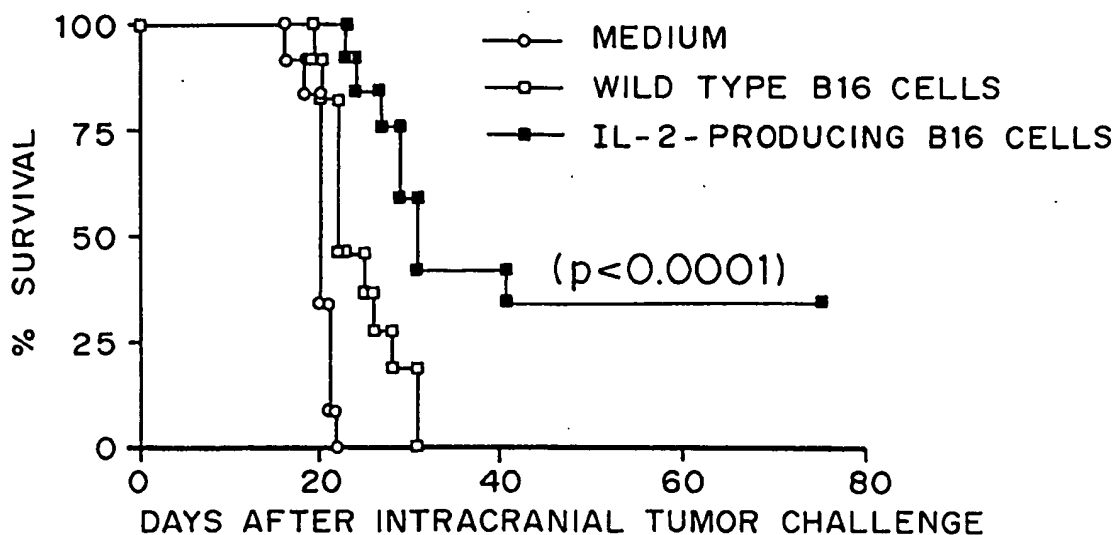 100
75
50
25
0
% SURVIVAL
MEDIUM
WILD TYPE B16 CELLS
IL-2-PRODUCING B16 CELLS
(p<0.0001)
0 20 40 60 80
DAYS AFTER INTRACRANIAL TUMOR CHALLENGE